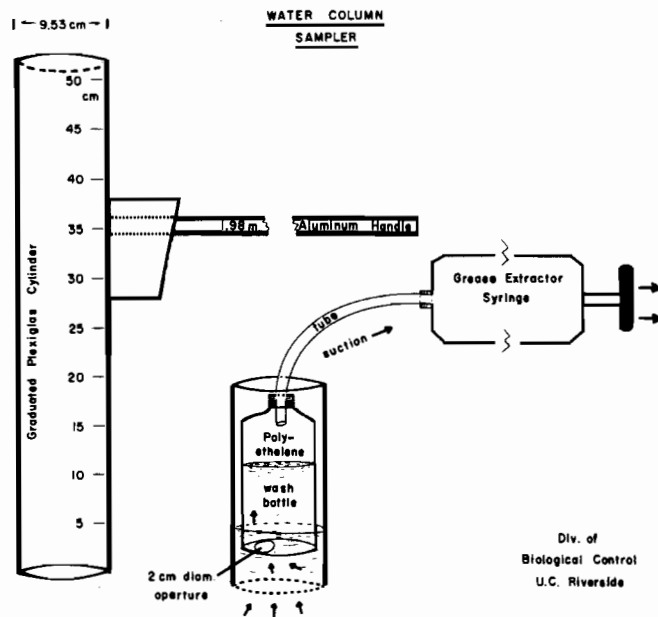 WATER COLUMN
SAMPLER
9.53 cm
50
cm
45
40
35
30
25
20
15
10
5
Graduated Plexiglas Cylinder
1.98 m
Aluminum Handle
Grease Extractor
Syringe
tube
suction
Poly-
ethelene
wash
bottle
2 cm diam.
aperture
Div. of
Biological Control
U.C. Riverside